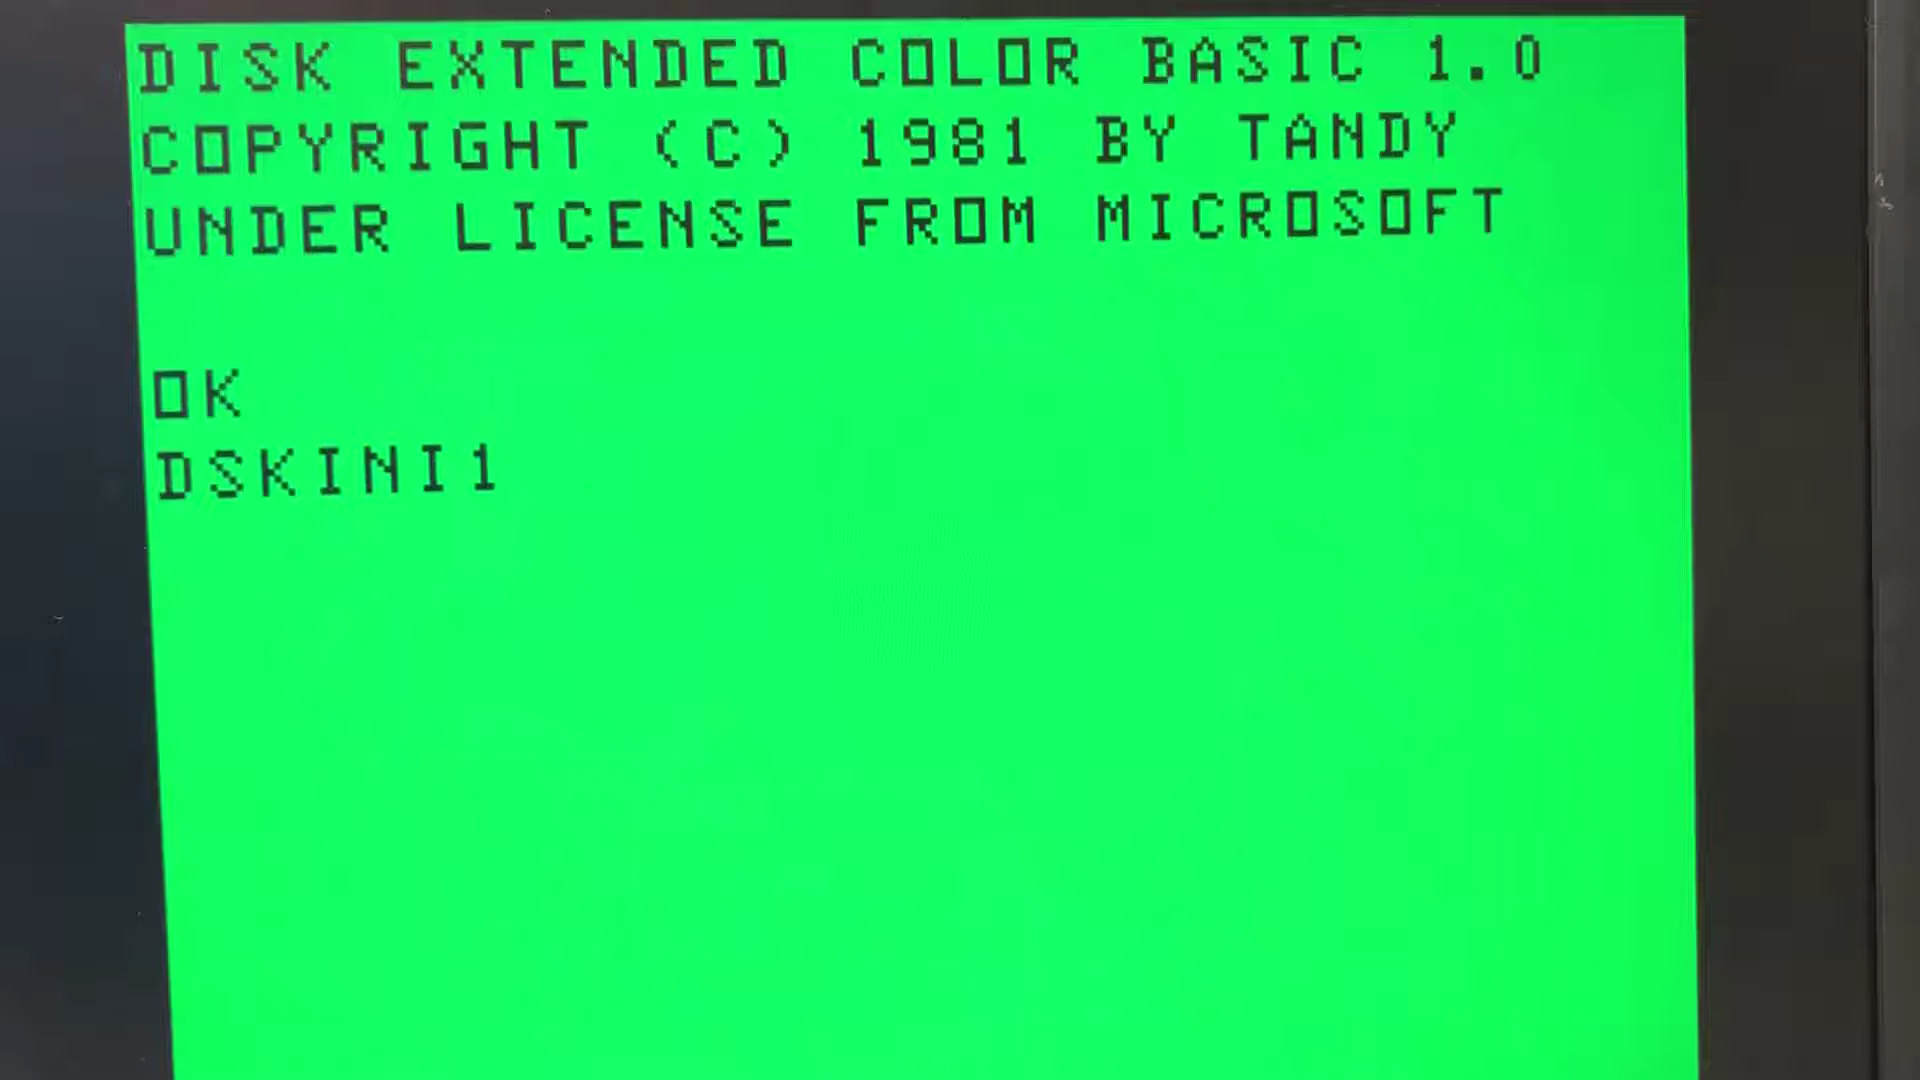 DISK EXTENDED COLOR BASIC 1.0
COPYRIGHT (C) 1981 BY TANDY
UNDER LICENSE FROM MICROSOFT
OK
DSKINI1